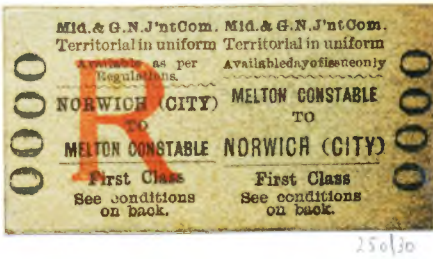 Mid.& G.N.J'nt Com. Mid.& G.N.J'nt Com.
Territorial in uniform Territorial in uniform
Available as per Available day of issue only
Regulations.
NORWICH (CITY) MELTON CONSTABLE
TO TO
MELTON CONSTABLE NORWICH (CITY)
First Class First Class
See conditions See conditions
on back. on back.
R
0000
0000
250/30